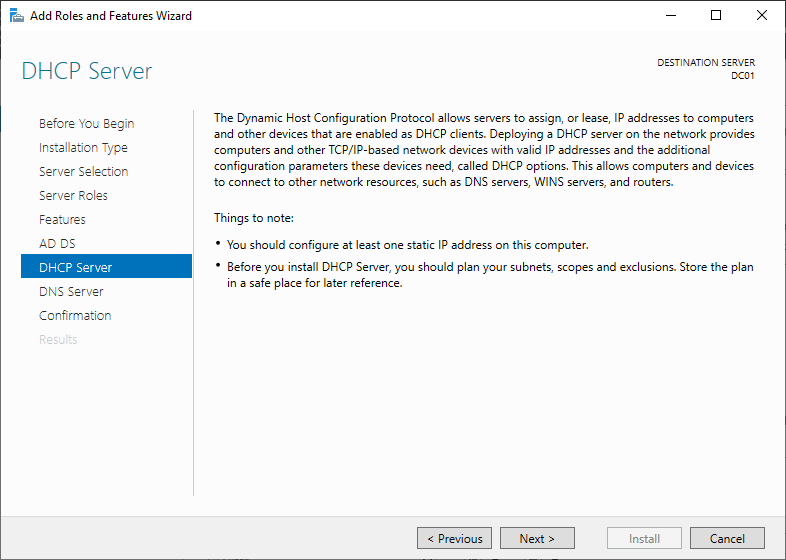 Add Roles and Features Wizard
DHCP Server
DESTINATION SERVER
DC01
Before You Begin
Installation Type
Server Selection
Server Roles
Features
AD DS
DHCP Server
DNS Server
Confirmation
Results
The Dynamic Host Configuration Protocol allows servers to assign, or lease, IP addresses to computers
and other devices that are enabled as DHCP clients. Deploying a DHCP server on the network provides
computers and other TCP/IP-based network devices with valid IP addresses and the additional
configuration parameters these devices need, called DHCP options. This allows computers and devices
to connect to other network resources, such as DNS servers, WINS servers, and routers.
Things to note:
• You should configure at least one static IP address on this computer.
• Before you install DHCP Server, you should plan your subnets, scopes and exclusions. Store the plan
in a safe place for later reference.
< Previous
Next >
Install
Cancel